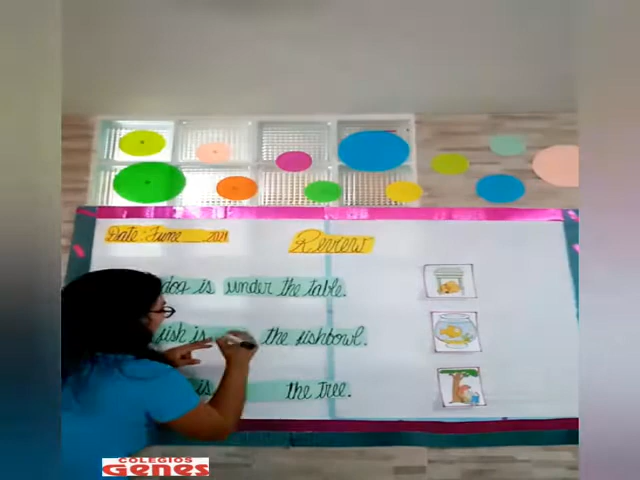 Date: June 2021
Review
dog is under the table.
fish is the fishbowl.
is the tree.
COLEGIOS
Genes